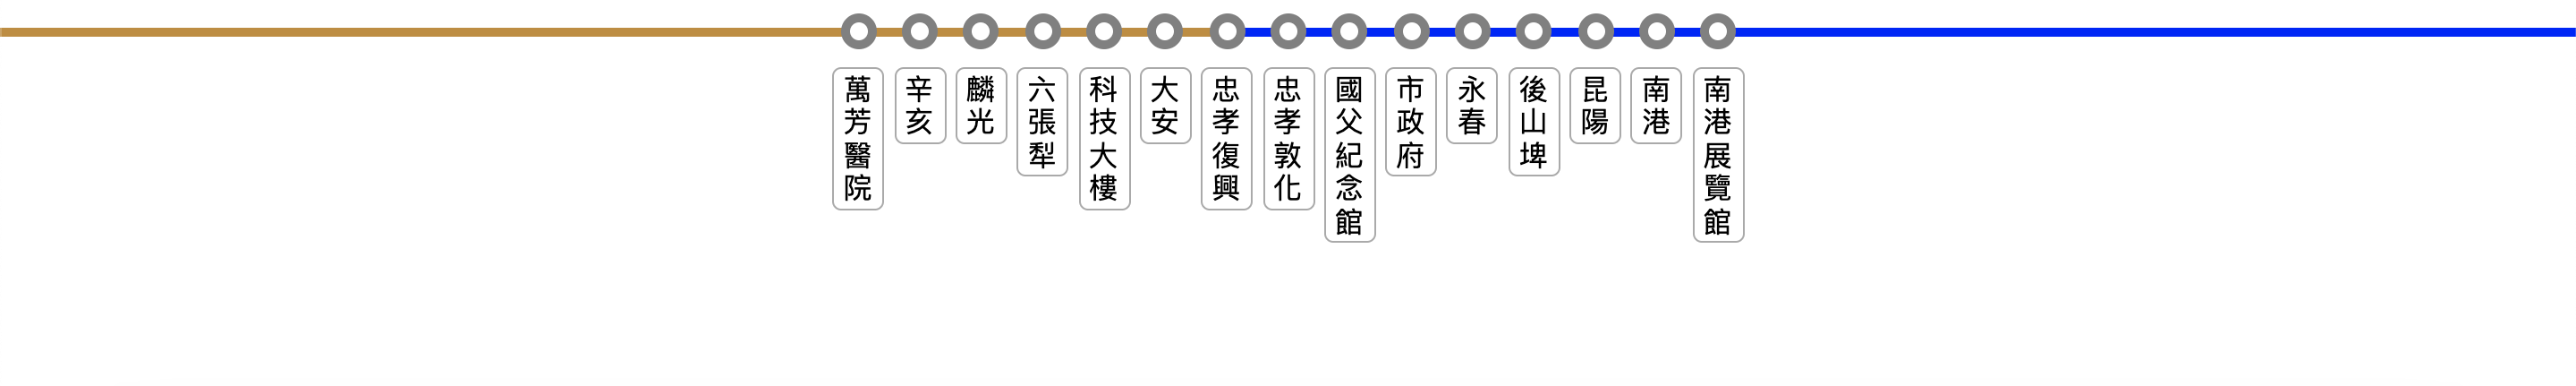 萬芳醫院
辛亥
麟光
六張犁
科技大樓
大安
忠孝復興
忠孝敦化
國父紀念館
市政府
永春
後山埤
昆陽
南港
南港展覽館